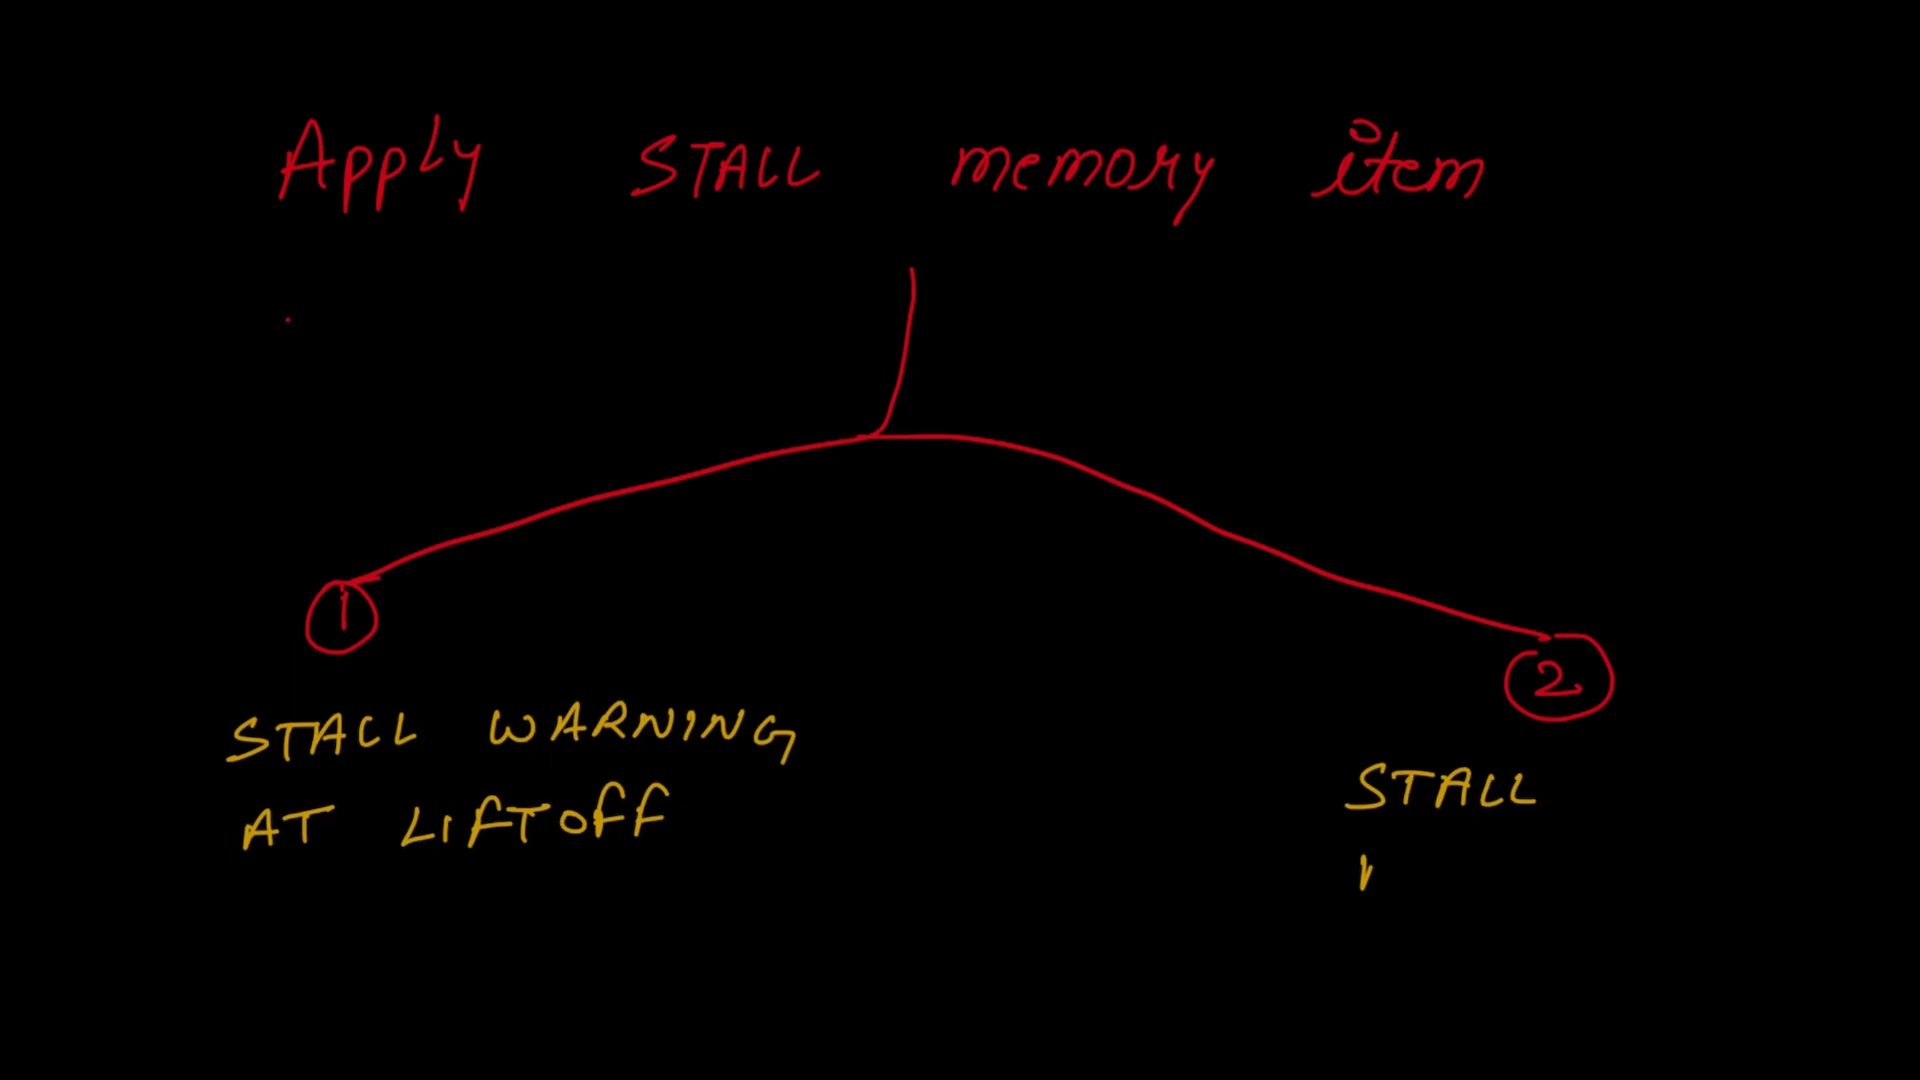 Apply STALL memory item
1
STALL WARNING
AT LIFTOFF
2
STALL